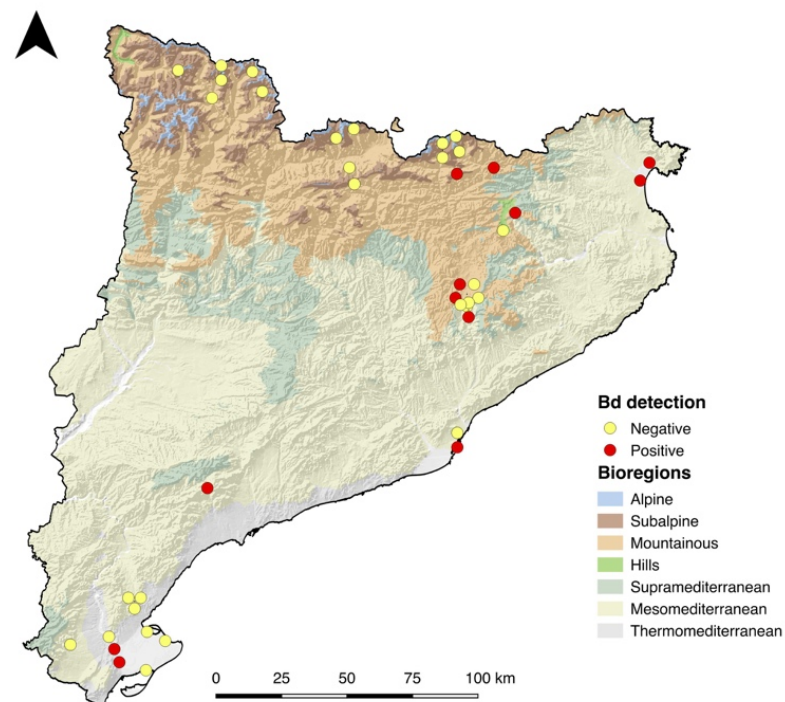 Bd detection
Negative
Positive
Bioregions
Alpine
Subalpine
Mountainous
Hills
Supramediterranean
Mesomediterranean
Thermomediterranean
0 25 50 75 100 km